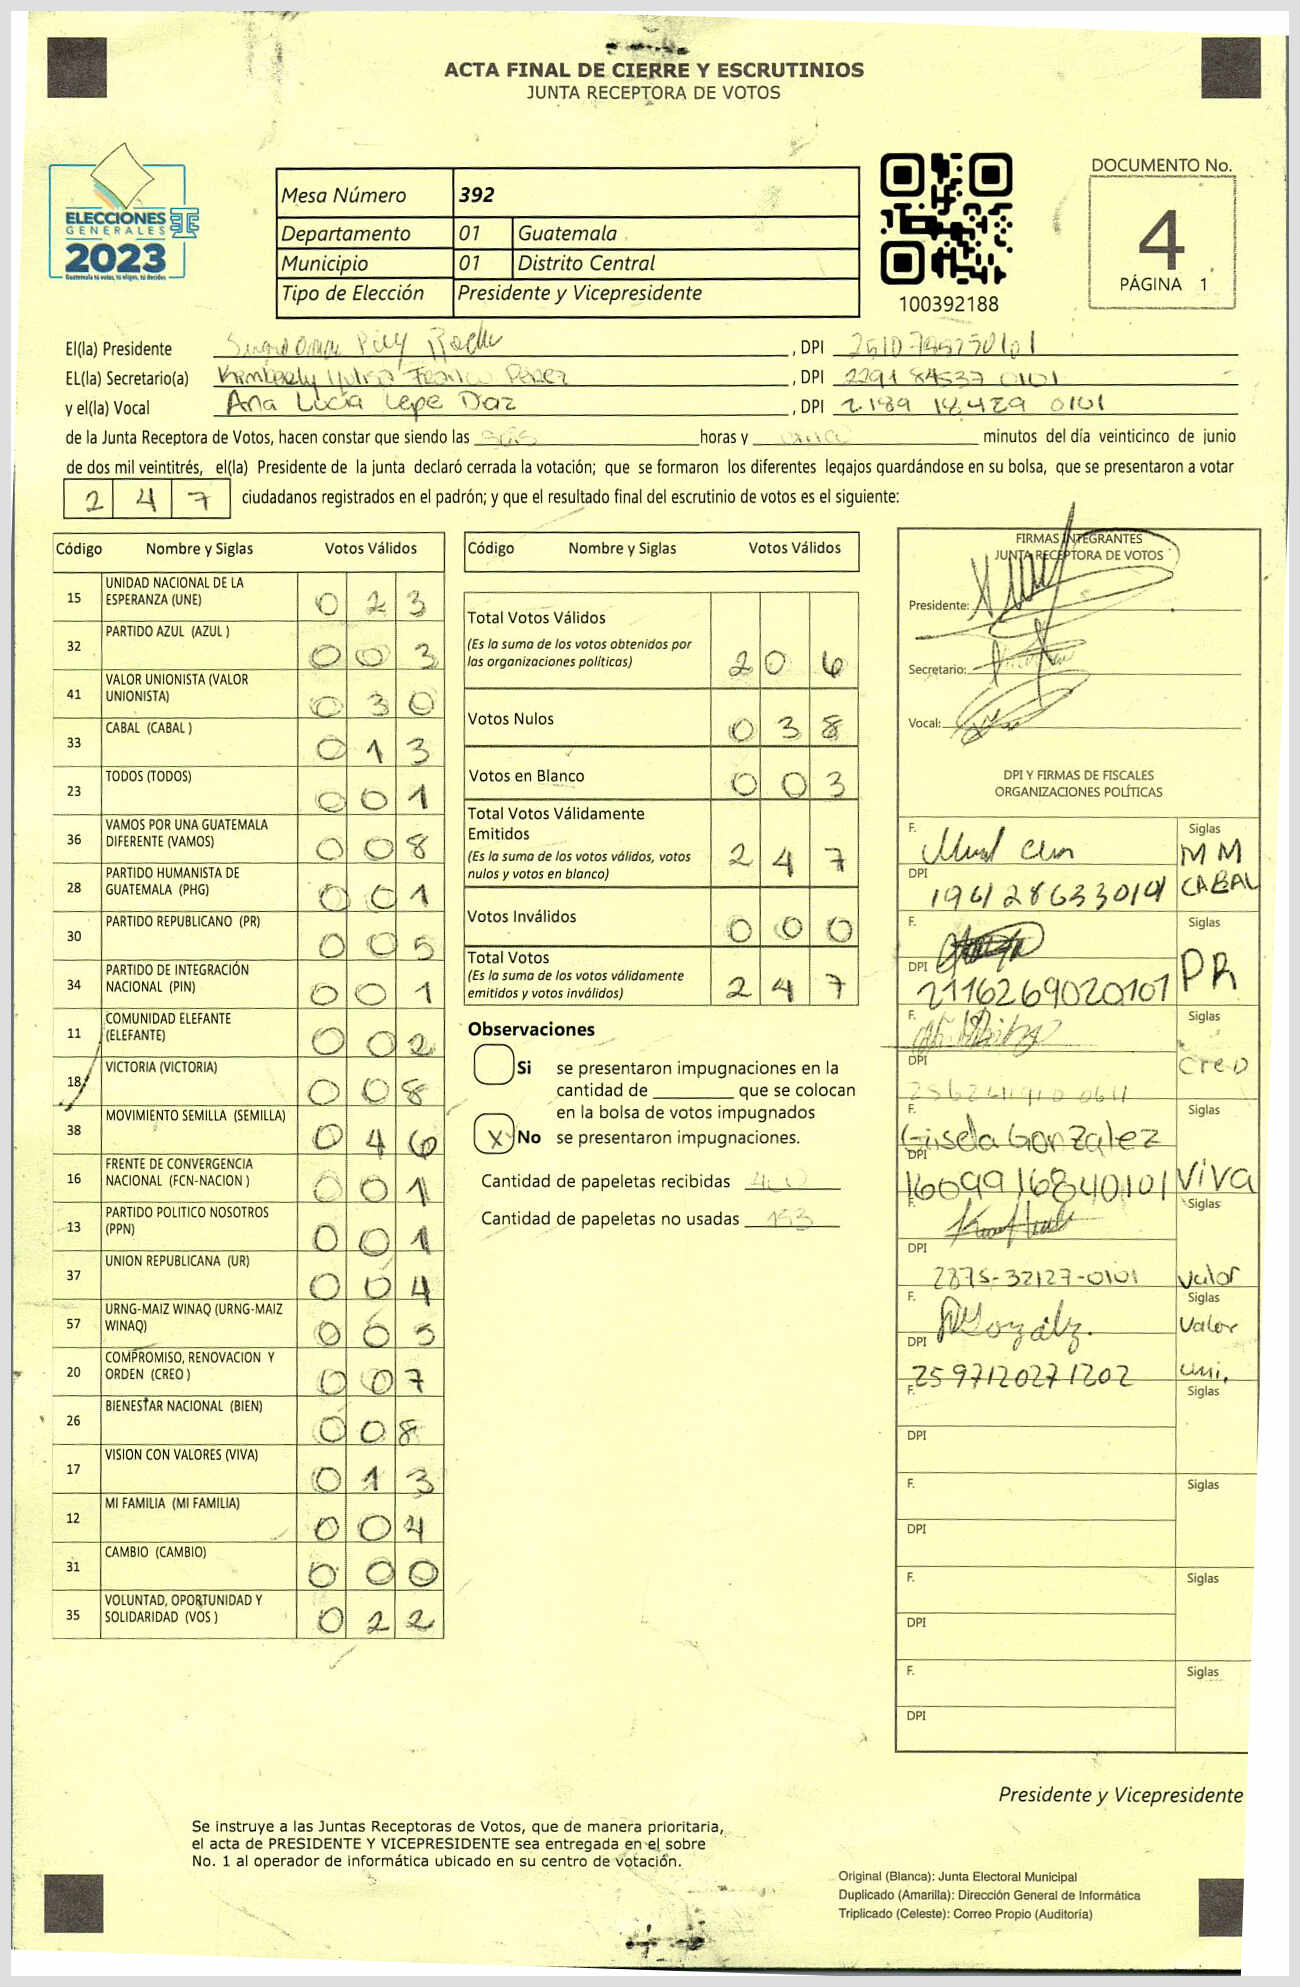 ACTA FINAL DE CIERRE Y ESCRUTINIOS
JUNTA RECEPTORA DE VOTOS
ELECCIONES
GENERALES
2023
Guatemala tú votas, tú eliges, tú decides
Mesa Número 392
Departamento 01 Guatemala
Municipio 01 Distrito Central
Tipo de Elección Presidente y Vicepresidente
100392188
DOCUMENTO No.
4
PÁGINA 1
El(la) Presidente , DPI
EL(la) Secretario(a) Kimberly Franco Pérez , DPI 2291 84537 0101
y el(la) Vocal Ana Lucia Lepe Daz , DPI 2189 18429 0101
de la Junta Receptora de Votos, hacen constar que siendo las seis horas y minutos del día veinticinco de junio
de dos mil veintitrés, el(la) Presidente de la junta declaró cerrada la votación; que se formaron los diferentes legajos guardándose en su bolsa, que se presentaron a votar
2 4 7 ciudadanos registrados en el padrón; y que el resultado final del escrutinio de votos es el siguiente:
Código Nombre y Siglas Votos Válidos
15 UNIDAD NACIONAL DE LA ESPERANZA (UNE) 0 2 3
32 PARTIDO AZUL (AZUL ) 0 0 3
41 VALOR UNIONISTA (VALOR UNIONISTA) 0 3 0
33 CABAL (CABAL ) 0 1 3
23 TODOS (TODOS) 0 0 1
36 VAMOS POR UNA GUATEMALA DIFERENTE (VAMOS) 0 0 8
28 PARTIDO HUMANISTA DE GUATEMALA (PHG) 0 0 1
30 PARTIDO REPUBLICANO (PR) 0 0 5
34 PARTIDO DE INTEGRACIÓN NACIONAL (PIN) 0 0 1
11 COMUNIDAD ELEFANTE (ELEFANTE) 0 0 2
18 VICTORIA (VICTORIA) 0 0 8
38 MOVIMIENTO SEMILLA (SEMILLA) 0 4 6
16 FRENTE DE CONVERGENCIA NACIONAL (FCN-NACION ) 0 0 1
13 PARTIDO POLITICO NOSOTROS (PPN) 0 0 1
37 UNION REPUBLICANA (UR) 0 0 4
57 URNG-MAIZ WINAQ (URNG-MAIZ WINAQ) 0 0 5
20 COMPROMISO, RENOVACION Y ORDEN (CREO ) 0 0 7
26 BIENESTAR NACIONAL (BIEN) 0 0 8
17 VISION CON VALORES (VIVA) 0 1 3
12 MI FAMILIA (MI FAMILIA) 0 0 4
31 CAMBIO (CAMBIO) 0 0 0
35 VOLUNTAD, OPORTUNIDAD Y SOLIDARIDAD (VOS ) 0 2 2
Código Nombre y Siglas Votos Válidos
Total Votos Válidos 2 0 6
(Es la suma de los votos obtenidos por
las organizaciones políticas)
Votos Nulos 0 3 8
Votos en Blanco 0 0 3
Total Votos Válidamente
Emitidos 2 4 7
(Es la suma de los votos válidos, votos
nulos y votos en blanco)
Votos Inválidos 0 0 0
Total Votos 2 4 7
(Es la suma de los votos válidamente
emitidos y votos inválidos)
Observaciones
Si se presentaron impugnaciones en la
cantidad de ________ que se colocan
en la bolsa de votos impugnados
X No se presentaron impugnaciones.
Cantidad de papeletas recibidas 400
Cantidad de papeletas no usadas 153
FIRMAS INTEGRANTES
JUNTA RECEPTORA DE VOTOS
Presidente:
Secretario:
Vocal:
DPI Y FIRMAS DE FISCALES
ORGANIZACIONES POLÍTICAS
F. Siglas
MM
CABAL
DPI
F. Siglas
PR
DPI 2116269020101
F. Siglas
Creo
DPI
F. Gisela Gonzalez Siglas
DPI 1609916840101 VIVA
F. Siglas
DPI 2875-32127-0101 Valor
F. Siglas
Valor
DPI 2597120271202 uni.
F. Siglas
DPI
F. Siglas
DPI
F. Siglas
DPI
F. Siglas
DPI
Presidente y Vicepresidente
Se instruye a las Juntas Receptoras de Votos, que de manera prioritaria,
el acta de PRESIDENTE Y VICEPRESIDENTE sea entregada en el sobre
No. 1 al operador de informática ubicado en su centro de votación.
Original (Blanca): Junta Electoral Municipal
Duplicado (Amarilla): Dirección General de Informática
Triplicado (Celeste): Correo Propio (Auditoría)